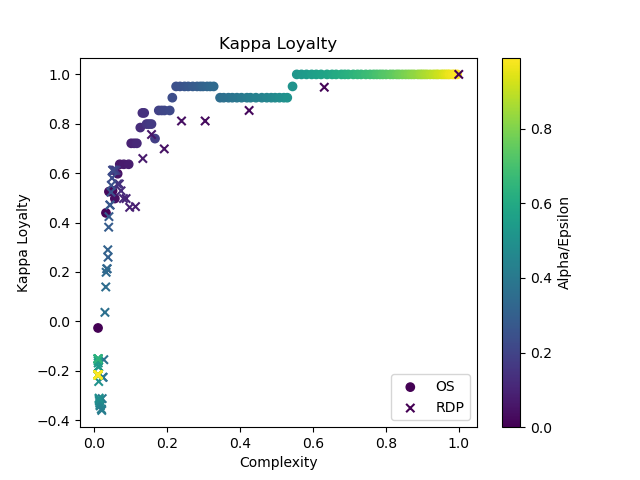 Kappa Loyalty
Kappa Loyalty
1.0
0.8
0.6
0.4
0.2
0.0
−0.2
−0.4
0.0 0.2 0.4 0.6 0.8 1.0
Complexity
OS
RDP
0.8
0.6
0.4
0.2
0.0
Alpha/Epsilon